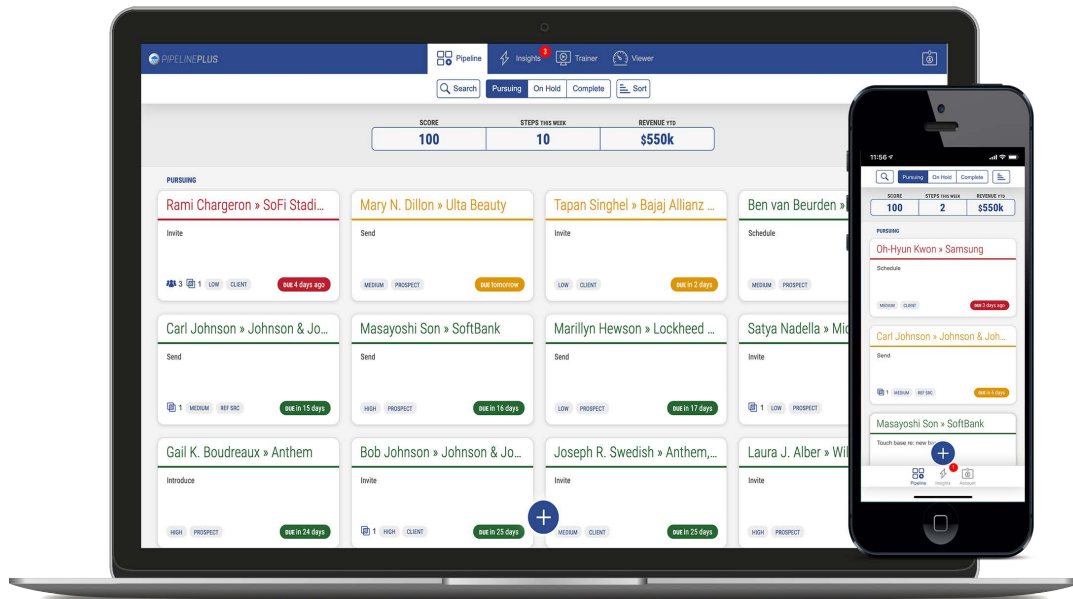 PIPELINEPLUS
Pipeline
Insights
3
Trainer
Viewer
Search
Pursuing
On Hold
Complete
Sort
SCORE
STEPS THIS WEEK
REVENUE YTD
100
10
$550k
PURSUING
Rami Chargeron » SoFi Stadi...
Invite
3 1 LOW CLIENT DUE 4 days ago
Mary N. Dillon » Ulta Beauty
Send
MEDIUM PROSPECT DUE tomorrow
Tapan Singhel » Bajaj Allianz ...
Invite
LOW CLIENT DUE in 2 days
Ben van Beurden »
Schedule
MEDIUM PROSPECT
Carl Johnson » Johnson & Jo...
Send
1 MEDIUM REF SRC DUE in 15 days
Masayoshi Son » SoftBank
Send
HIGH PROSPECT DUE in 16 days
Marillyn Hewson » Lockheed ...
Send
LOW PROSPECT DUE in 17 days
Satya Nadella » Mic
Invite
1 LOW PROSPECT
Gail K. Boudreaux » Anthem
Introduce
HIGH PROSPECT DUE in 24 days
Bob Johnson » Johnson & Jo...
Invite
1 HIGH CLIENT DUE in 25 days
Joseph R. Swedish » Anthem,...
Invite
MEDIUM CLIENT DUE in 25 days
Laura J. Alber » Wil
Invite
HIGH PROSPECT
+
11:56
Pursuing
On Hold
Complete
SCORE
STEPS THIS WEEK
REVENUE YTD
100
2
$550k
PURSUING
Oh-Hyun Kwon » Samsung
Schedule
MEDIUM CLIENT DUE 3 days ago
Carl Johnson » Johnson & Joh...
Send
1 MEDIUM REF SRC DUE in 6 days
Masayoshi Son » SoftBank
Touch base re: new
+
1
Pipeline
Insights
Account